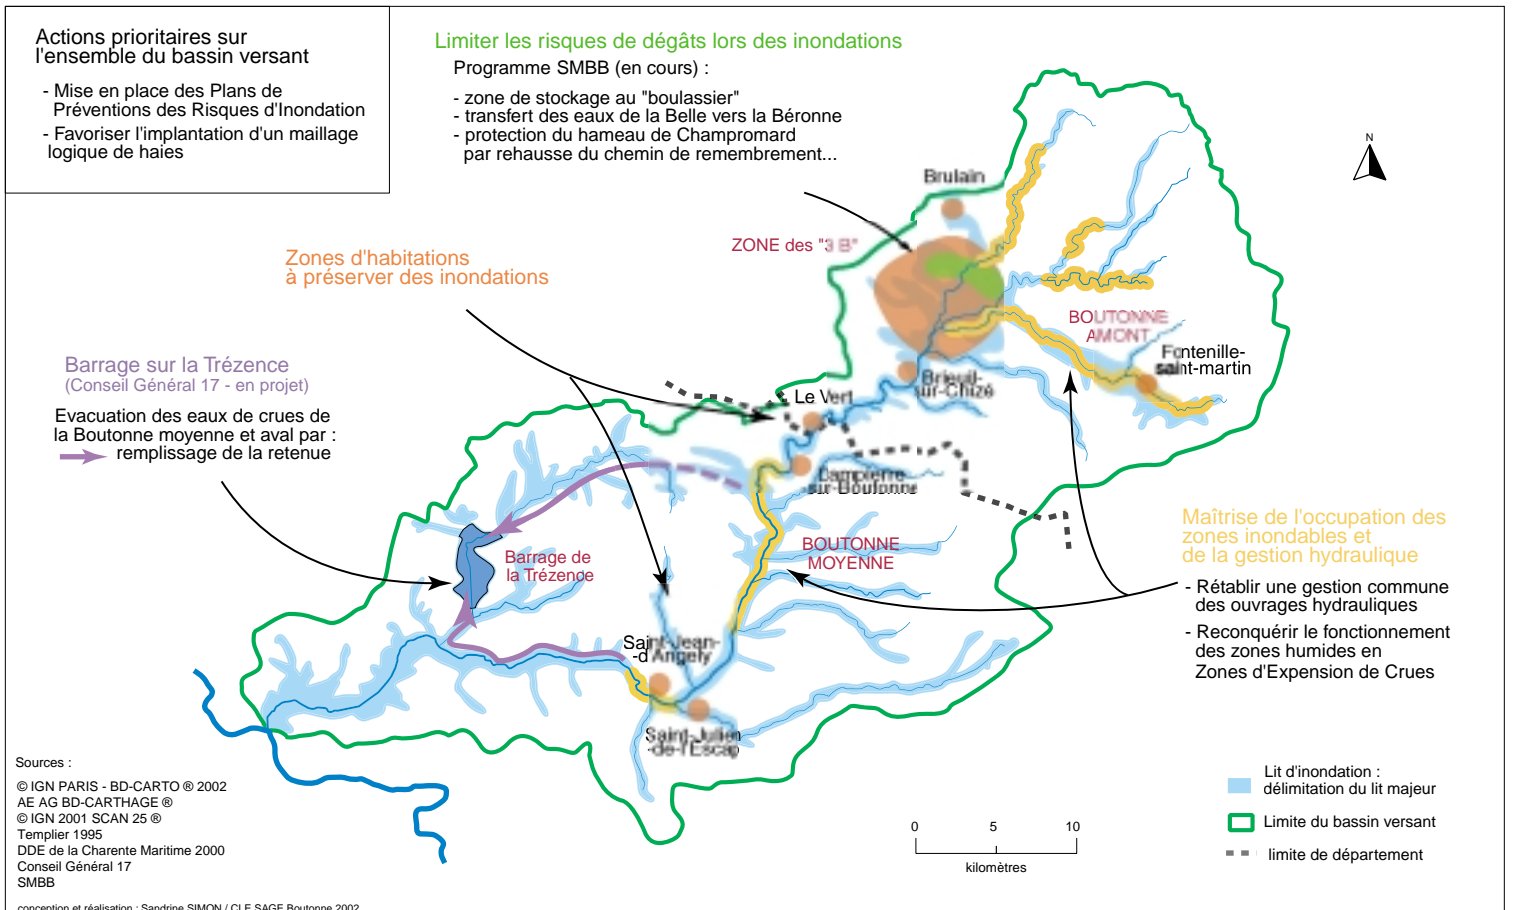 Actions prioritaires sur
l'ensemble du bassin versant
- Mise en place des Plans de
Préventions des Risques d'Inondation
- Favoriser l'implantation d'un maillage
logique de haies
Limiter les risques de dégâts lors des inondations
Programme SMBB (en cours) :
- zone de stockage au "boulassier"
- transfert des eaux de la Belle vers la Béronne
- protection du hameau de Champromard
par rehausse du chemin de remembrement...
N
Brulain
ZONE des "3 B"
Zones d'habitations
à préserver des inondations
BOUTONNE
AMONT
Fontenille-
saint-martin
Barrage sur la Trézence
(Conseil Général 17 - en projet)
Evacuation des eaux de crues de
la Boutonne moyenne et aval par :
remplissage de la retenue
Brieuil-
sur-Chizé
Le Vert
Dampierre-
sur-Boutonne
Maîtrise de l'occupation des
zones inondables et
de la gestion hydraulique
- Rétablir une gestion commune
des ouvrages hydrauliques
- Reconquérir le fonctionnement
des zones humides en
Zones d'Expension de Crues
BOUTONNE
MOYENNE
Barrage de
la Trézence
Saint-Jean-
-d'Angely
Saint-Julien
-de-l'Escap
Sources :
© IGN PARIS - BD-CARTO ® 2002
AE AG BD-CARTHAGE ®
© IGN 2001 SCAN 25 ®
Templier 1995
DDE de la Charente Maritime 2000
Conseil Général 17
SMBB
conception et réalisation : Sandrine SIMON / CLE SAGE Boutonne 2002
0 5 10
kilomètres
Lit d'inondation :
délimitation du lit majeur
Limite du bassin versant
limite de département